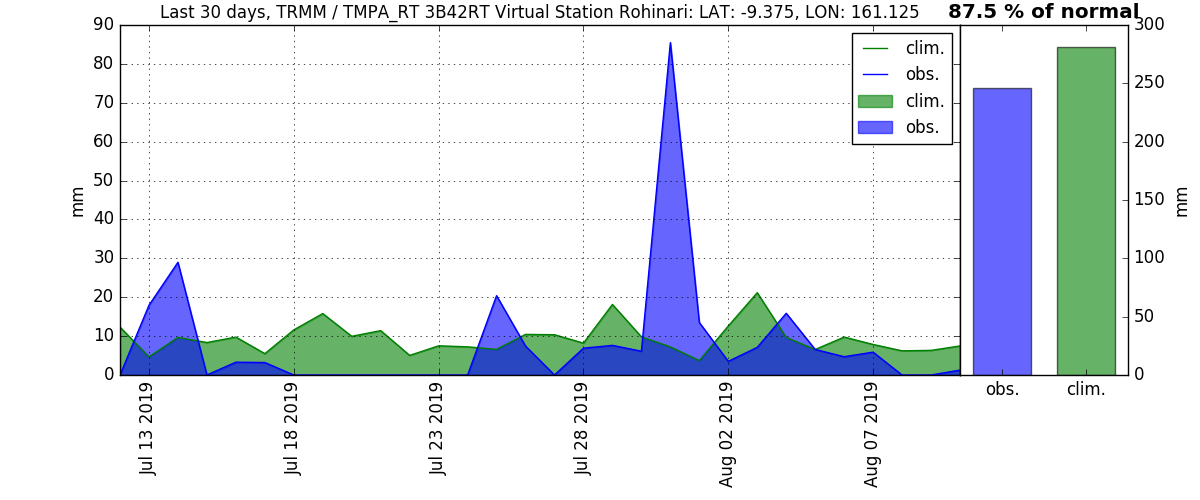 Last 30 days, TRMM / TMPA_RT 3B42RT Virtual Station Rohinari: LAT: -9.375, LON: 161.125
87.5 % of normal
90
80
70
60
50
40
30
20
10
0
mm
clim.
obs.
clim.
obs.
Jul 13 2019
Jul 18 2019
Jul 23 2019
Jul 28 2019
Aug 02 2019
Aug 07 2019
300
250
200
150
100
50
0
mm
obs.
clim.